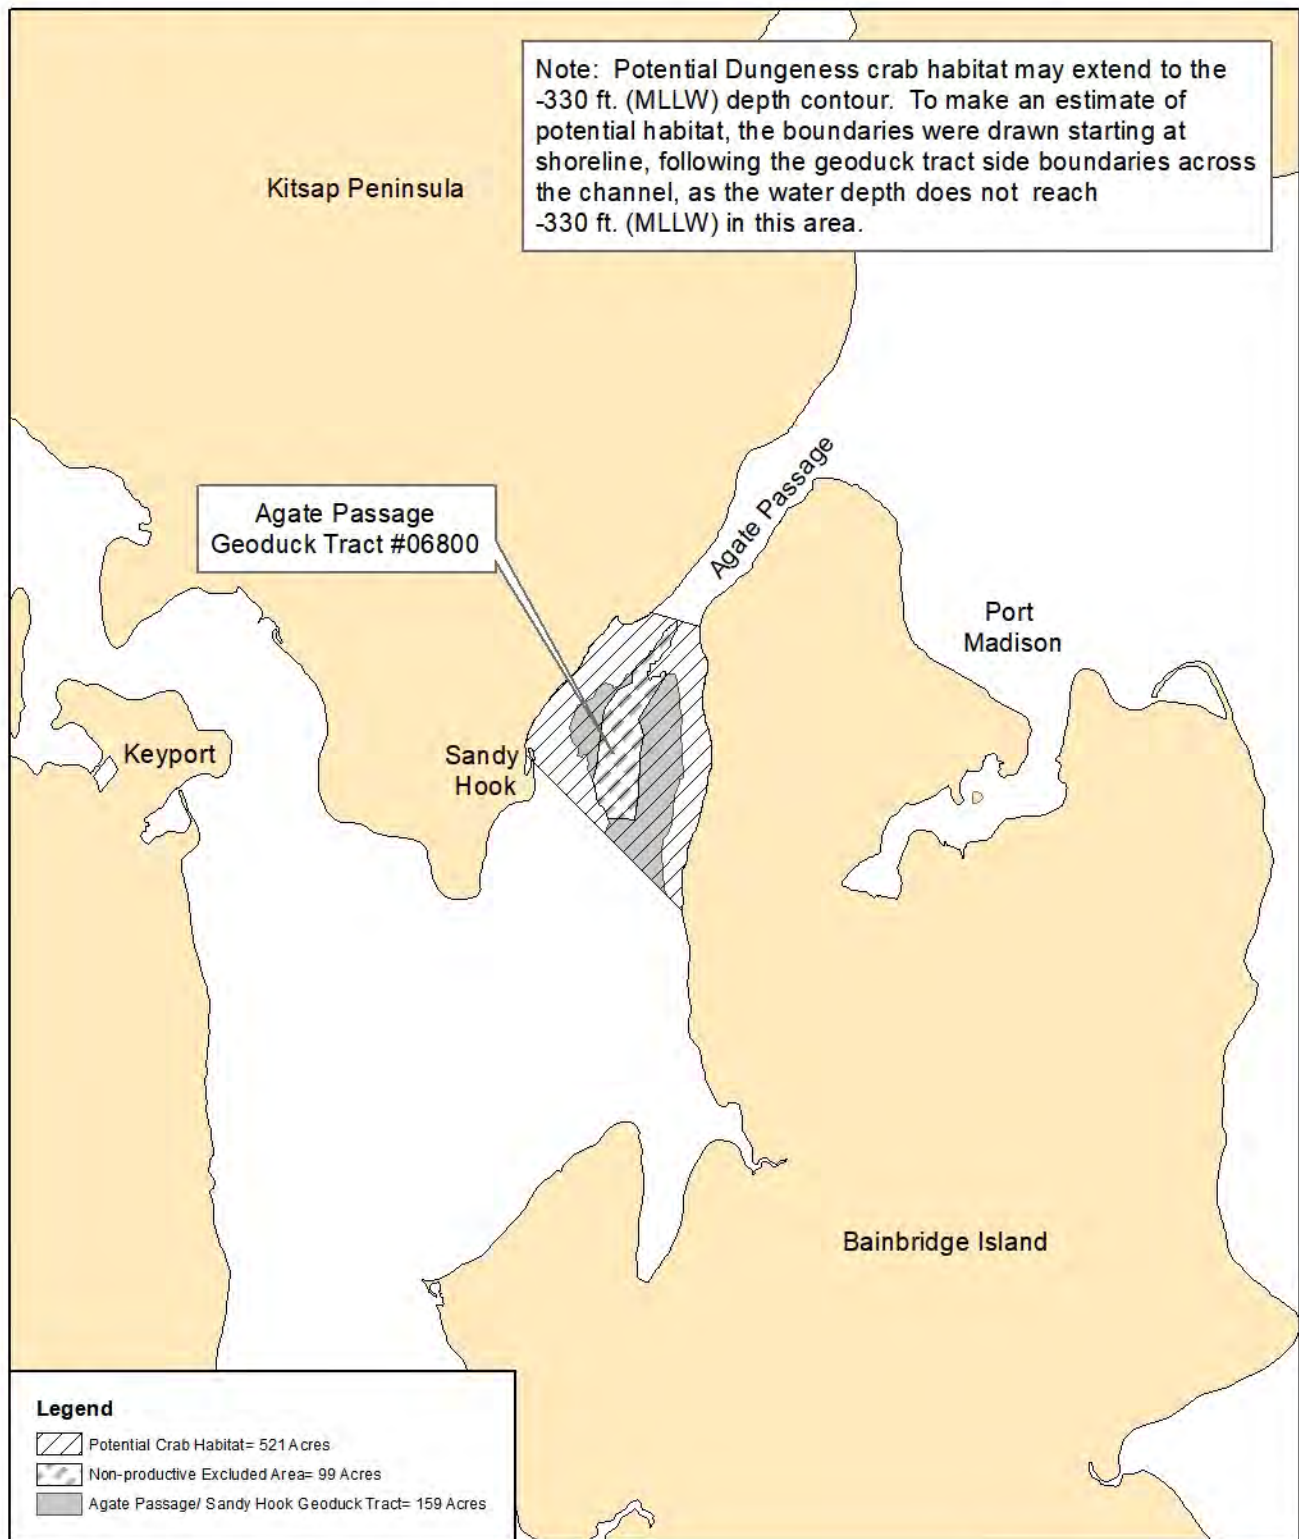 Note: Potential Dungeness crab habitat may extend to the
-330 ft. (MLLW) depth contour. To make an estimate of
potential habitat, the boundaries were drawn starting at
shoreline, following the geoduck tract side boundaries across
the channel, as the water depth does not reach
-330 ft. (MLLW) in this area.
Kitsap Peninsula
Agate Passage
Agate Passage
Geoduck Tract #06800
Port
Madison
Keyport
Sandy
Hook
Bainbridge Island
Legend
Potential Crab Habitat= 521 Acres
Non-productive Excluded Area= 99 Acres
Agate Passage/ Sandy Hook Geoduck Tract= 159 Acres